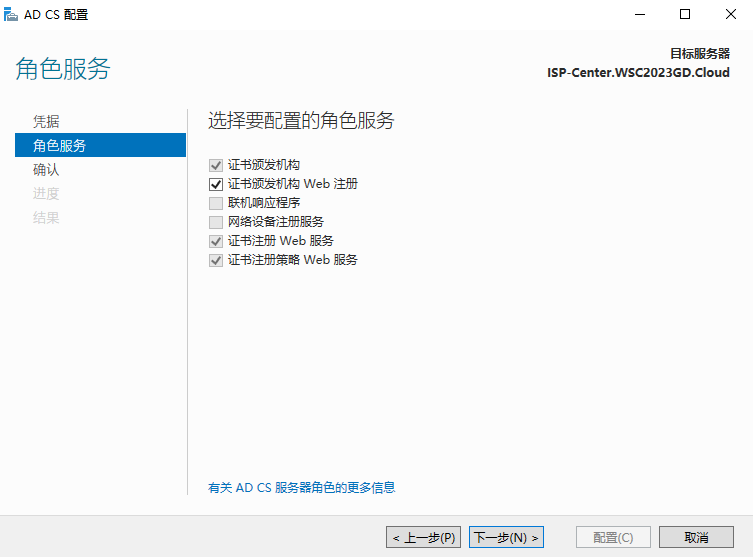 AD CS 配置
角色服务
目标服务器
ISP-Center.WSC2023GD.Cloud
凭据
角色服务
确认
进度
结果
选择要配置的角色服务
证书颁发机构
证书颁发机构 Web 注册
联机响应程序
网络设备注册服务
证书注册 Web 服务
证书注册策略 Web 服务
有关 AD CS 服务器角色的更多信息
< 上一步(P)
下一步(N) >
配置(C)
取消